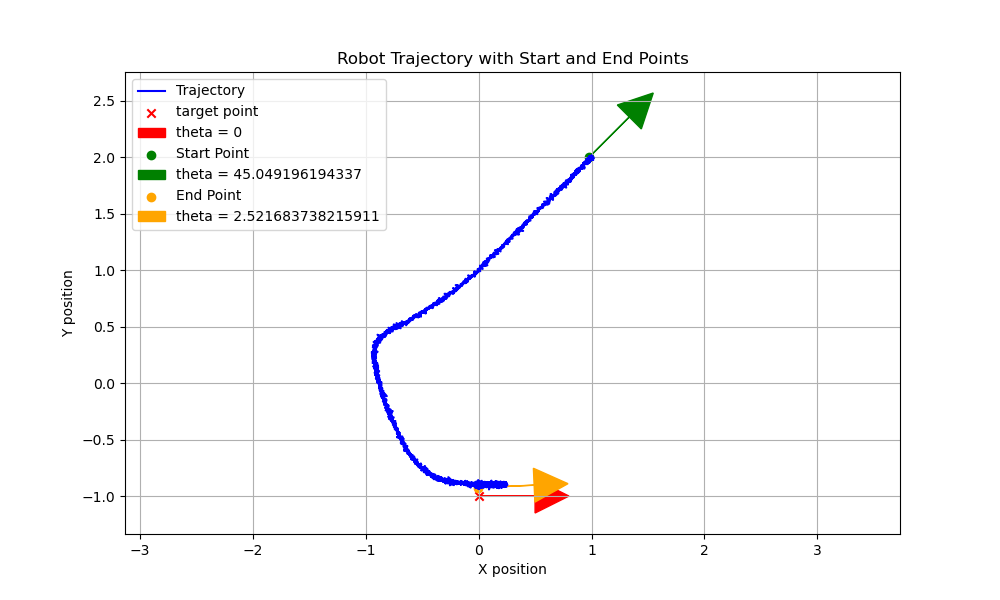 Robot Trajectory with Start and End Points
Trajectory
target point
theta = 0
Start Point
theta = 45.049196194337
End Point
theta = 2.521683738215911
Y position
2.5
2.0
1.5
1.0
0.5
0.0
−0.5
−1.0
−3 −2 −1 0 1 2 3
X position